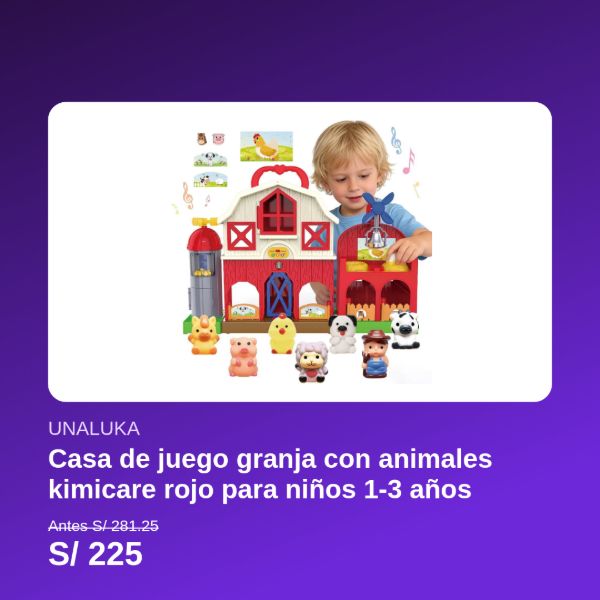 UNALUKA
Casa de juego granja con animales
kimicare rojo para niños 1-3 años
Antes S/ 281.25
S/ 225